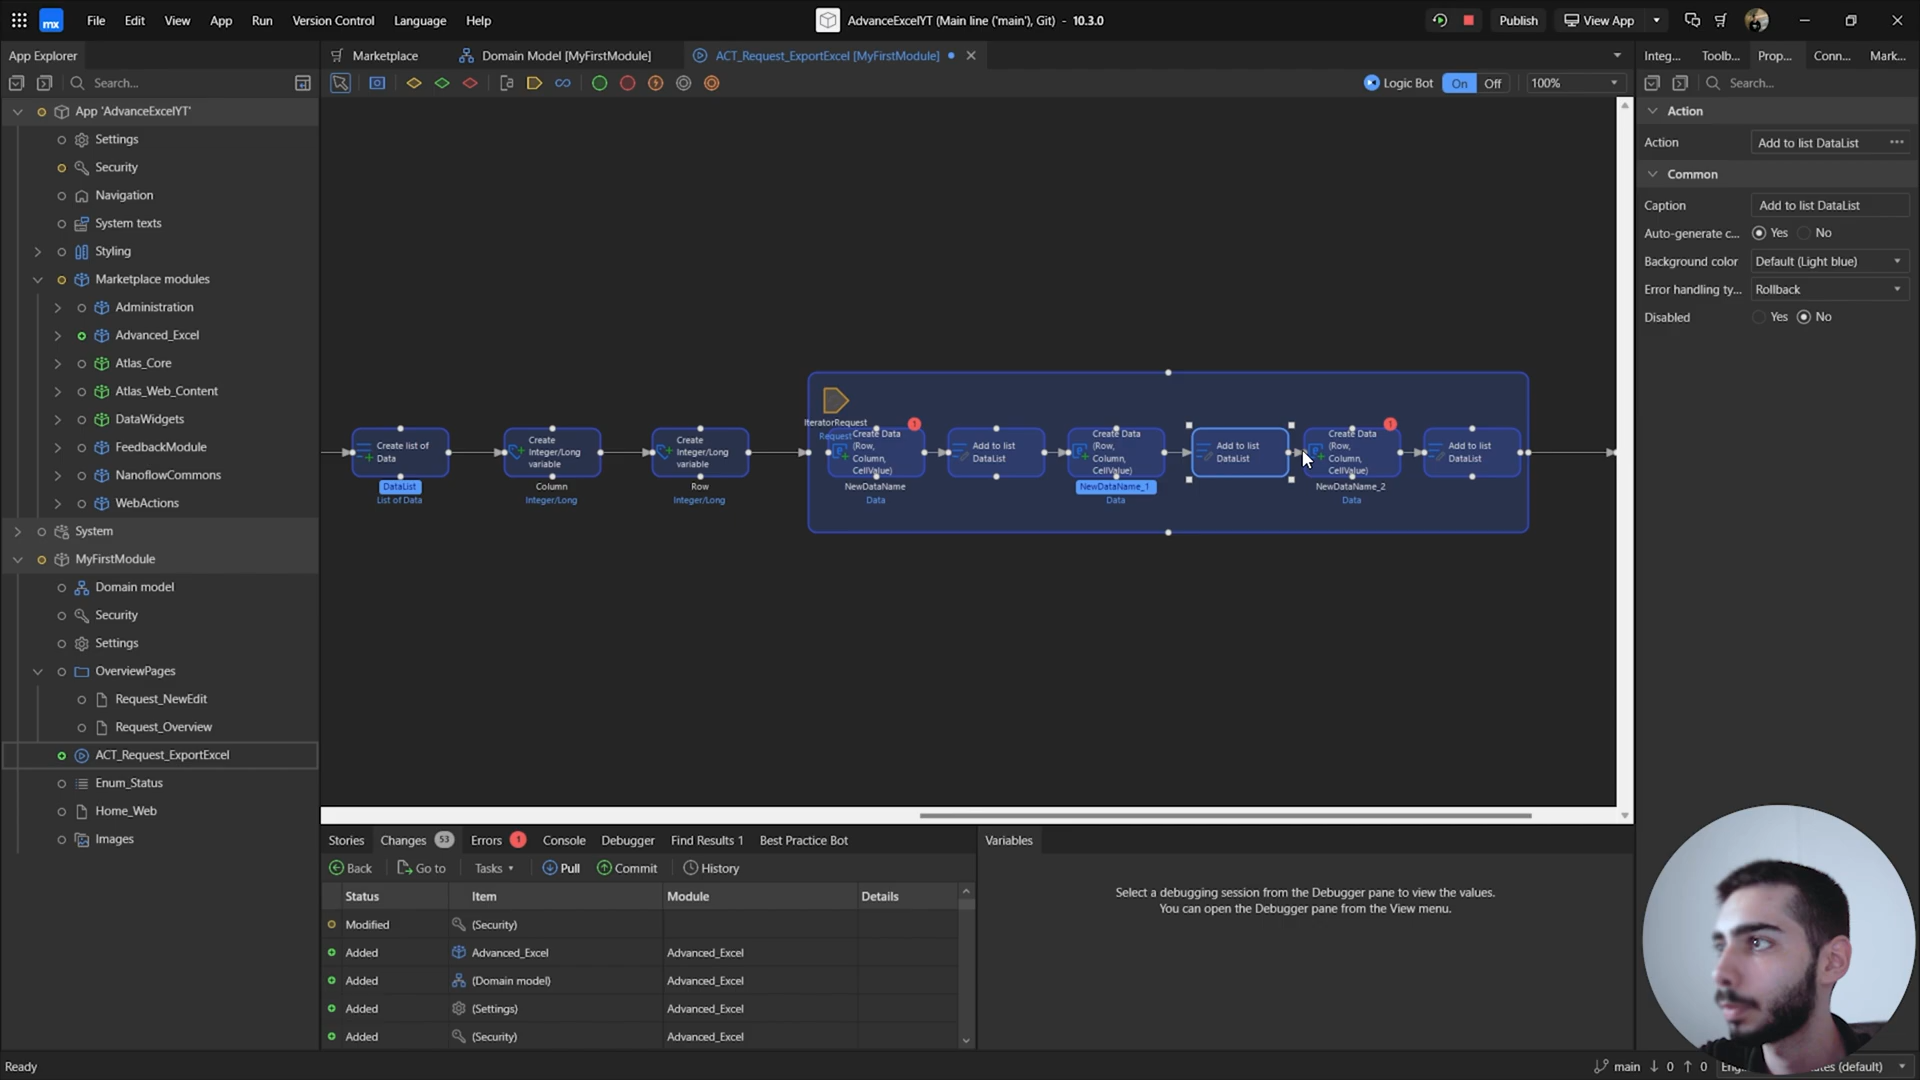 mx
File
Edit
View
App
Run
Version Control
Language
Help
AdvanceExcelYT (Main line ('main'), Git) - 10.3.0
Publish
View App
App Explorer
Marketplace
Domain Model [MyFirstModule]
ACT_Request_ExportExcel [MyFirstModule]
Integ...
Toolb...
Prop...
Conn...
Mark...
Search...
Logic Bot
On
Off
100%
Search...
App 'AdvanceExcelYT'
Settings
Security
Navigation
System texts
Styling
Marketplace modules
Administration
Advanced_Excel
Atlas_Core
Atlas_Web_Content
DataWidgets
FeedbackModule
NanoflowCommons
WebActions
System
MyFirstModule
Domain model
Security
Settings
OverviewPages
Request_NewEdit
Request_Overview
ACT_Request_ExportExcel
Enum_Status
Home_Web
Images
Create list of
Data
DataList
List of Data
Create
Integer/Long
variable
Column
Integer/Long
Create
Integer/Long
variable
Row
Integer/Long
IteratorRequest
Request
Create Data
(Row,
Column,
CellValue)
1
NewDataName
Data
Add to list
DataList
Create Data
(Row,
Column,
CellValue)
NewDataName_1
Data
Add to list
DataList
Create Data
(Row,
Column,
CellValue)
1
NewDataName_2
Data
Add to list
DataList
Action
Action
Add to list DataList
...
Common
Caption
Add to list DataList
Auto-generate c...
Yes
No
Background color
Default (Light blue)
Error handling ty...
Rollback
Disabled
Yes
No
Stories
Changes
53
Errors
1
Console
Debugger
Find Results 1
Best Practice Bot
Back
Go to
Tasks
Pull
Commit
History
Status
Item
Module
Details
Modified
(Security)
Added
Advanced_Excel
Advanced_Excel
Added
(Domain model)
Advanced_Excel
Added
(Settings)
Advanced_Excel
Added
(Security)
Advanced_Excel
Variables
Select a debugging session from the Debugger pane to view the values.
You can open the Debugger pane from the View menu.
Ready
main
0
0
(default)